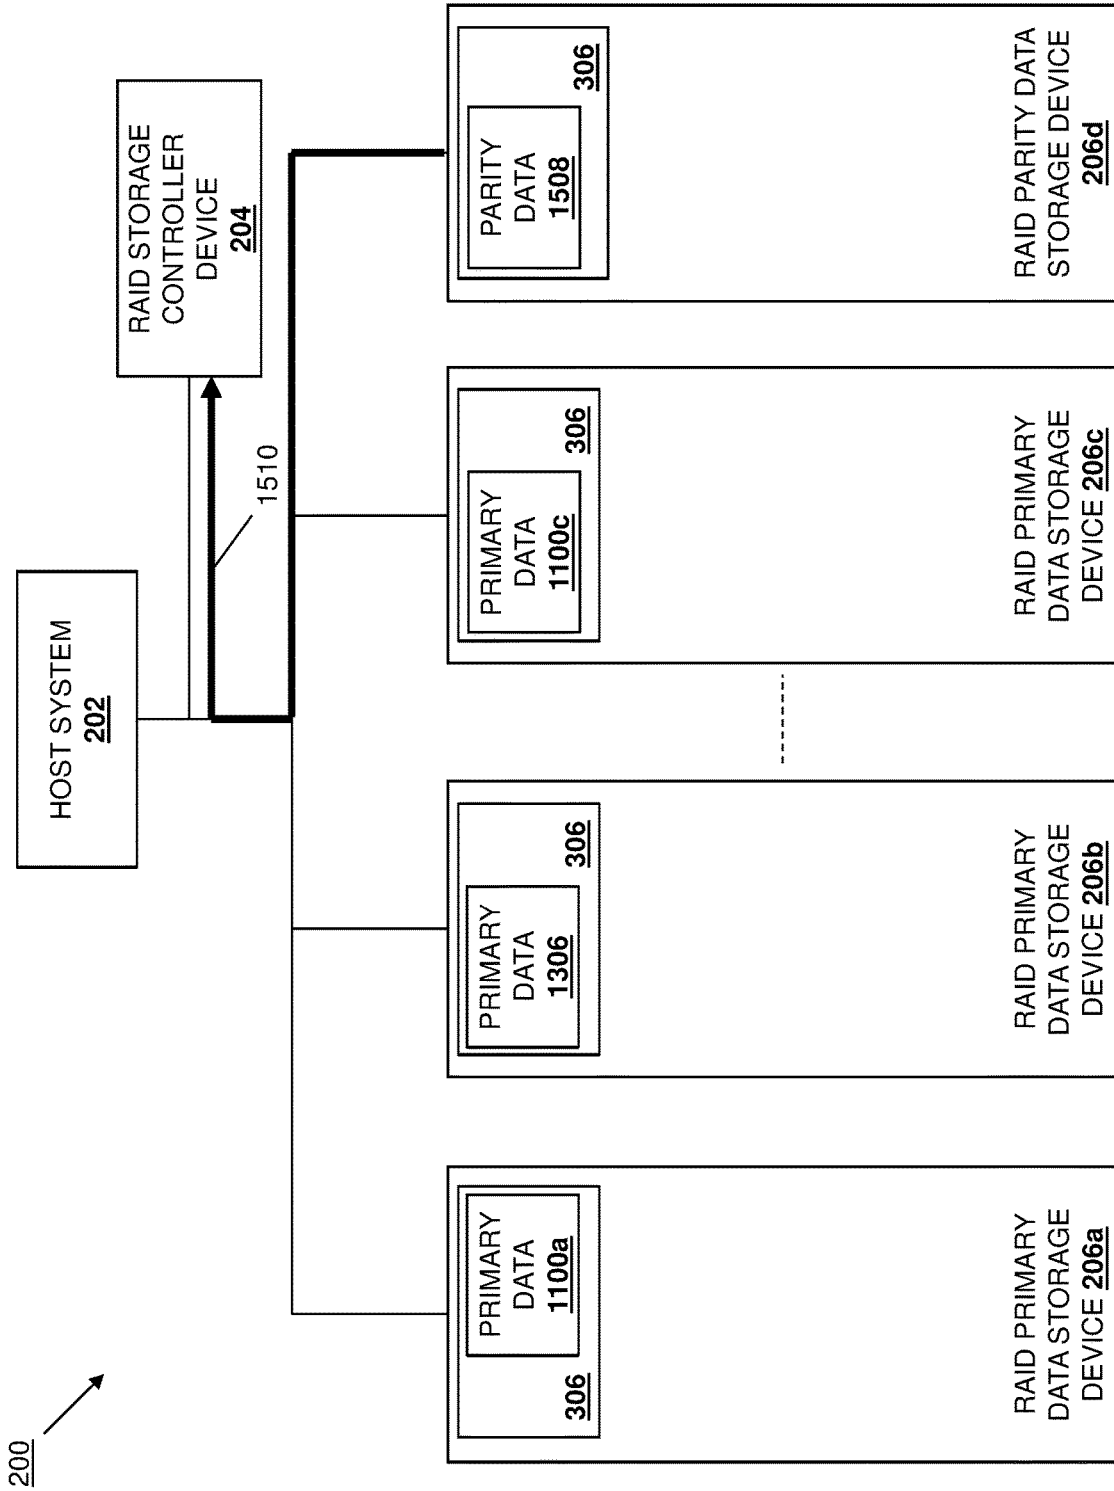 200
HOST SYSTEM
202
RAID STORAGE
CONTROLLER
DEVICE
204
1510
306
PRIMARY
DATA
1100a
RAID PRIMARY
DATA STORAGE
DEVICE 206a
PRIMARY
DATA
1306
306
RAID PRIMARY
DATA STORAGE
DEVICE 206b
PRIMARY
DATA
1100c
306
RAID PRIMARY
DATA STORAGE
DEVICE 206c
PARITY
DATA
1508
306
RAID PARITY DATA
STORAGE DEVICE
206d